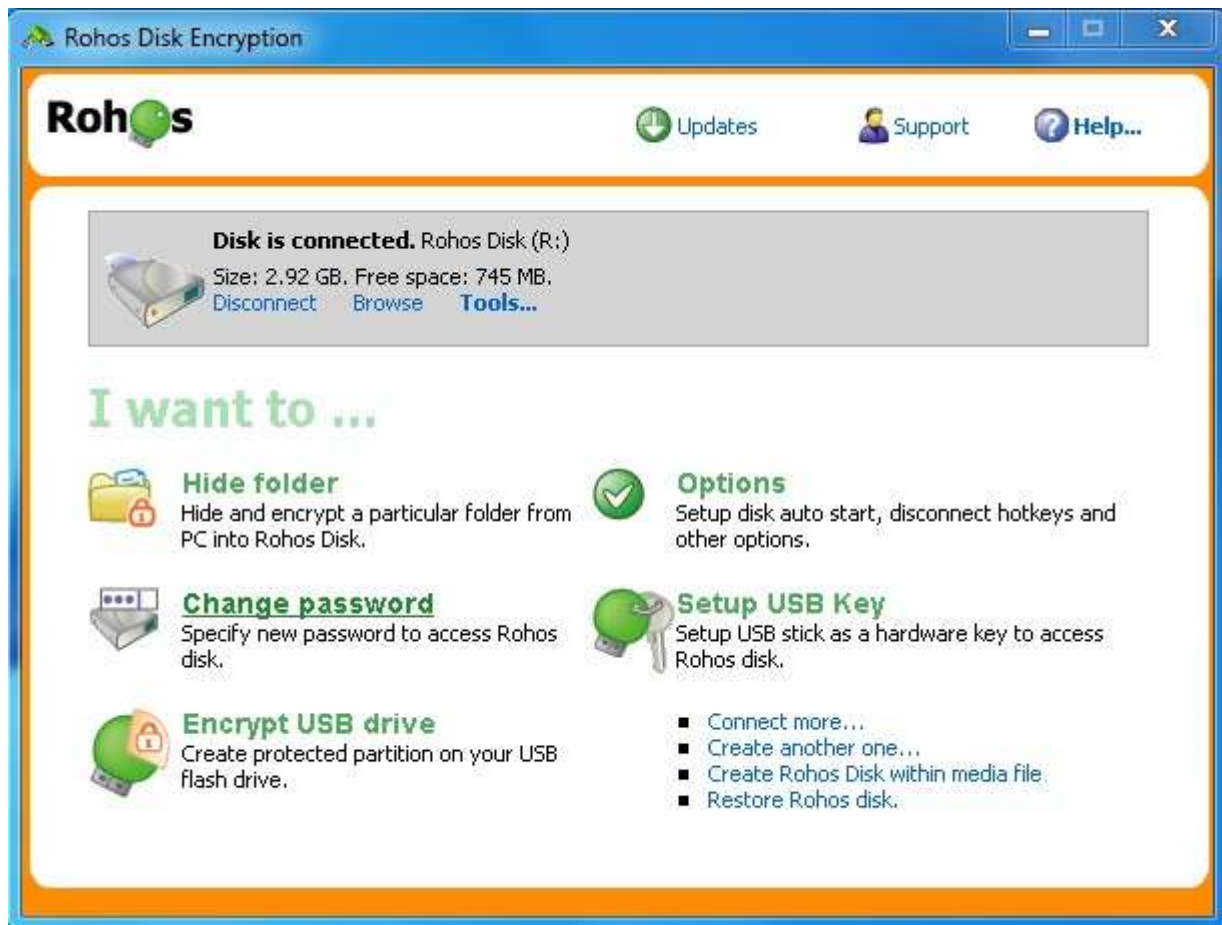 Rohos Disk Encryption
Rohos
Updates
Support
Help...
Disk is connected. Rohos Disk (R:)
Size: 2.92 GB. Free space: 745 MB.
Disconnect Browse Tools...
I want to ...
Hide folder
Hide and encrypt a particular folder from
PC into Rohos Disk.
Options
Setup disk auto start, disconnect hotkeys and
other options.
Change password
Specify new password to access Rohos
disk.
Setup USB Key
Setup USB stick as a hardware key to access
Rohos disk.
Encrypt USB drive
Create protected partition on your USB
flash drive.
Connect more...
Create another one...
Create Rohos Disk within media file
Restore Rohos disk.